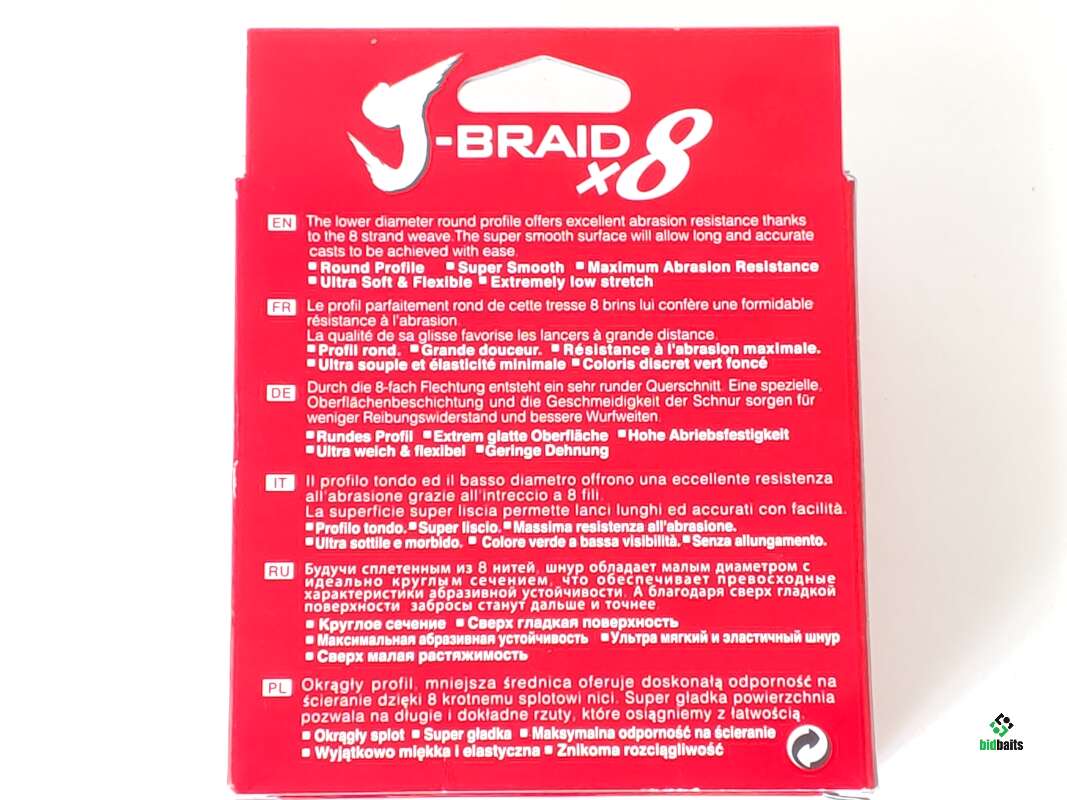 J-BRAID x8
EN The lower diameter round profile offers excellent abrasion resistance thanks
to the 8 strand weave.The super smooth surface will allow long and accurate
casts to be achieved with ease.
▪Round Profile ▪Super Smooth ▪Maximum Abrasion Resistance
▪Ultra Soft & Flexible ▪Extremely low stretch
FR Le profil parfaitement rond de cette tresse 8 brins lui confère une formidable
résistance à l'abrasion.
La qualité de sa glisse favorise les lancers à grande distance.
▪Profil rond. ▪Grande douceur. ▪Résistance à l'abrasion maximale.
▪Ultra souple et élasticité minimale ▪Coloris discret vert foncé
DE Durch die 8-fach Flechtung entsteht ein sehr runder Querschnitt. Eine spezielle,
Oberflächenbeschichtung und die Geschmeidigkeit der Schnur sorgen für
weniger Reibungswiderstand und bessere Wurfweiten.
▪Rundes Profil ▪Extrem glatte Oberfläche ▪Hohe Abriebsfestigkeit
▪Ultra weich & flexibel ▪Geringe Dehnung
IT Il profilo tondo ed il basso diametro offrono una eccellente resistenza
all'abrasione grazie all'intreccio a 8 fili.
La superficie super liscia permette lanci lunghi ed accurati con facilità.
▪Profilo tondo.▪Super liscio.▪Massima resistenza all'abrasione.
▪Ultra sottile e morbido. ▪ Colore verde a bassa visibilità.▪Senza allungamento.
RU Будучи сплетенным из 8 нитей, шнур обладает малым диаметром с
идеально круглым сечением, что обеспечивает превосходные
характеристики абразивной устойчивости. А благодаря сверх гладкой
поверхности забросы станут дальше и точнее.
▪ Круглое сечение ▪ Сверх гладкая поверхность
▪ Максимальная абразивная устойчивость ▪Ультра мягкий и эластичный шнур
▪ Сверх малая растяжимость
PL Okrągły profil, mniejsza średnica oferuje doskonałą odporność na
ścieranie dzięki 8 krotnemu splotowi nici. Super gładka powierzchnia
pozwala na długie i dokładne rzuty, które osiągniemy z łatwością.
▪ Okrągły splot ▪ Super gładka ▪ Maksymalna odporność na ścieranie
▪ Wyjątkowo miękka i elastyczna ▪ Znikoma rozciągliwość
bidbaits